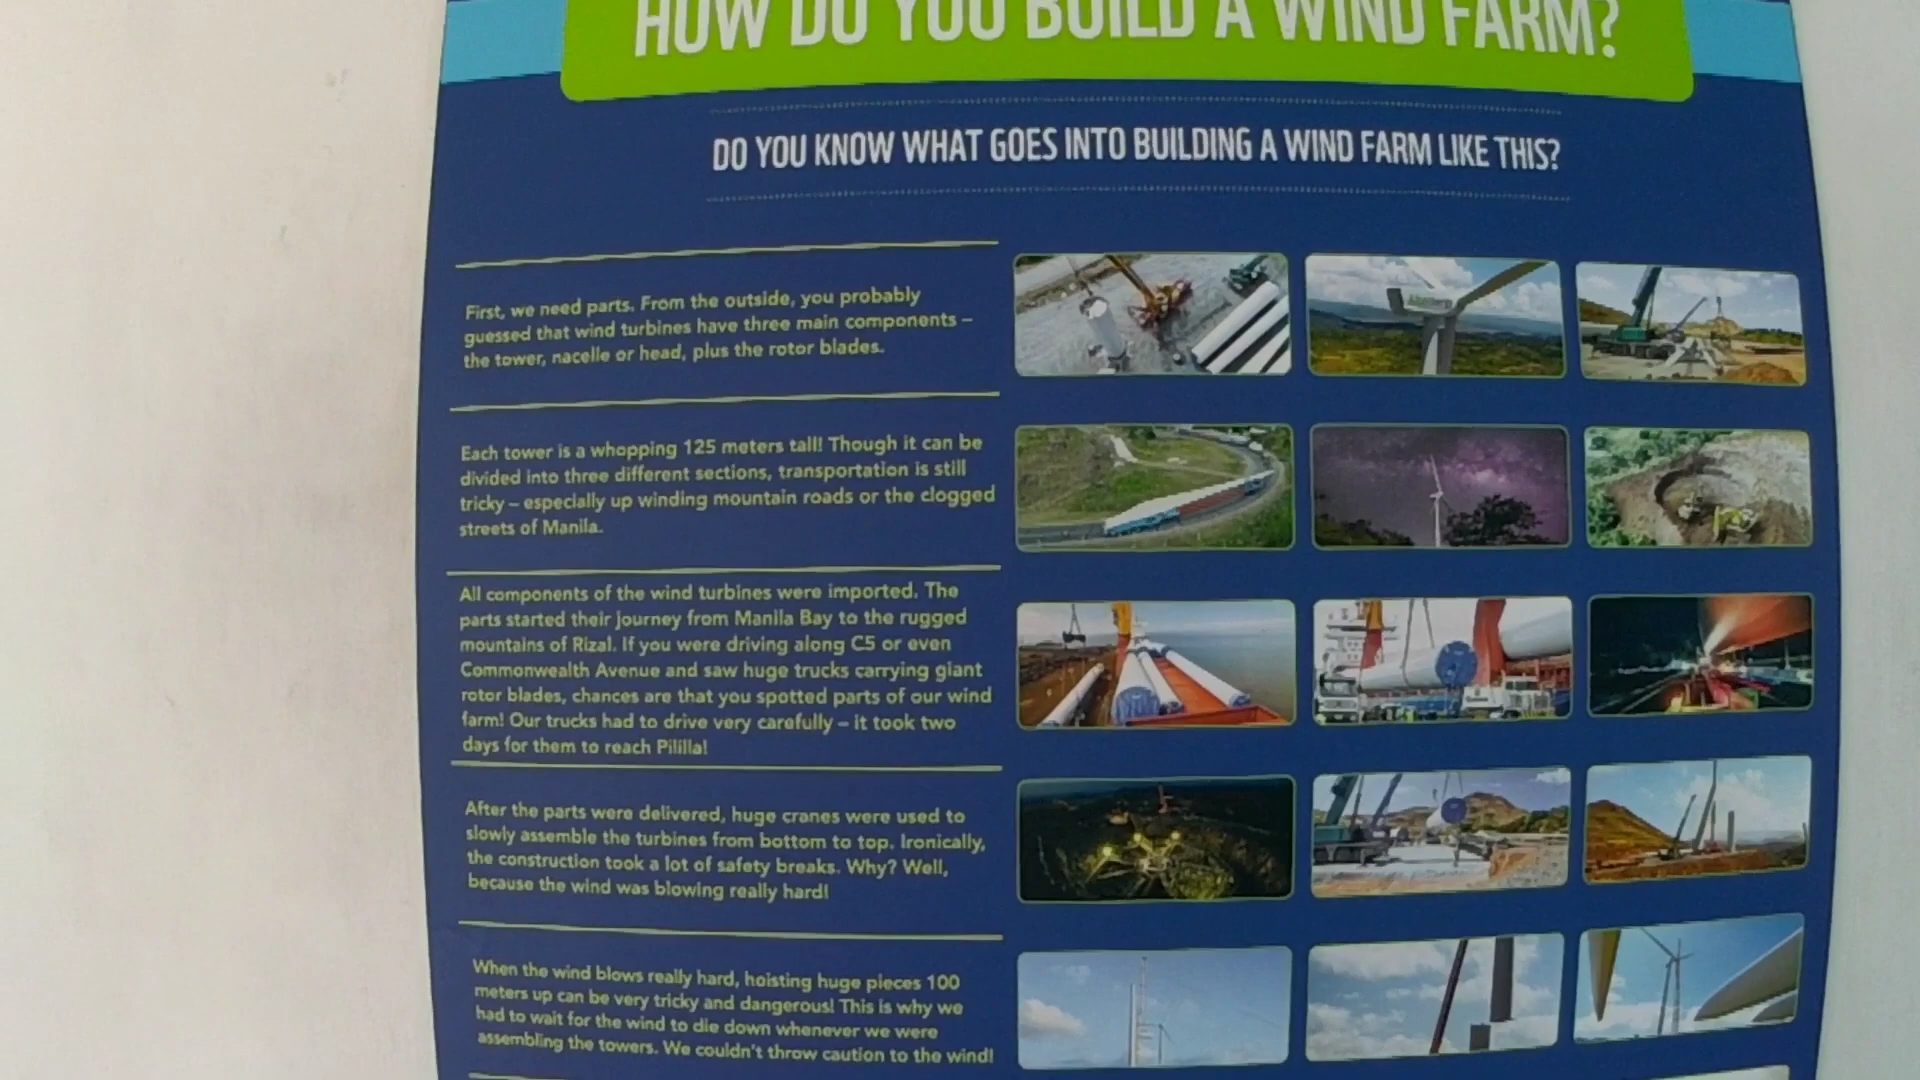 HOW DO YOU BUILD A WIND FARM?
DO YOU KNOW WHAT GOES INTO BUILDING A WIND FARM LIKE THIS?
First, we need parts. From the outside, you probably
guessed that wind turbines have three main components –
the tower, nacelle or head, plus the rotor blades.
Each tower is a whopping 125 meters tall! Though it can be
divided into three different sections, transportation is still
tricky – especially up winding mountain roads or the clogged
streets of Manila.
All components of the wind turbines were imported. The
parts started their journey from Manila Bay to the rugged
mountains of Rizal. If you were driving along C5 or even
Commonwealth Avenue and saw huge trucks carrying giant
rotor blades, chances are that you spotted parts of our wind
farm! Our trucks had to drive very carefully – it took two
days for them to reach Pililla!
After the parts were delivered, huge cranes were used to
slowly assemble the turbines from bottom to top. Ironically,
the construction took a lot of safety breaks. Why? Well,
because the wind was blowing really hard!
When the wind blows really hard, hoisting huge pieces 100
meters up can be very tricky and dangerous! This is why we
had to wait for the wind to die down whenever we were
assembling the towers. We couldn't throw caution to the wind!